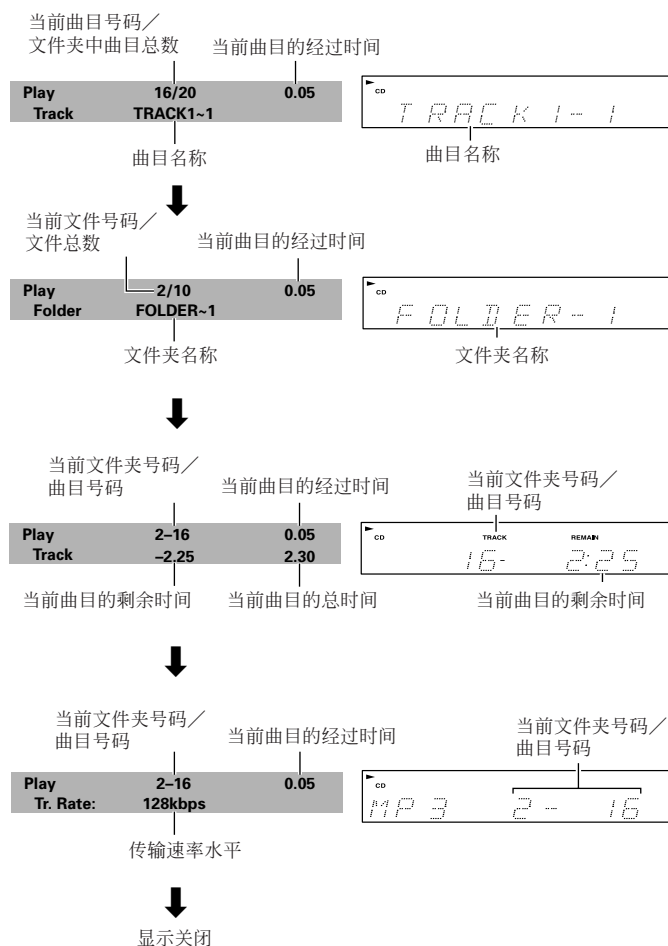 当前曲目号码／
文件夹中曲目总数
当前曲目的经过时间
Play 16/20 0.05
Track TRACK1~1
CD
TRACK1-1
曲目名称
曲目名称
当前文件号码／
文件总数
当前曲目的经过时间
Play 2/10 0.05
Folder FOLDER~1
CD
FOLDER-1
文件夹名称
文件夹名称
当前文件夹号码／
曲目号码
当前曲目的经过时间
当前文件夹号码／
曲目号码
Play 2–16 0.05
Track –2.25 2.30
CD TRACK REMAIN
16- 2:25
当前曲目的剩余时间
当前曲目的总时间
当前曲目的剩余时间
当前文件夹号码／
曲目号码
当前曲目的经过时间
当前文件夹号码／
曲目号码
Play 2–16 0.05
Tr. Rate: 128kbps
CD
MP3 2- 16
传输速率水平
显示关闭